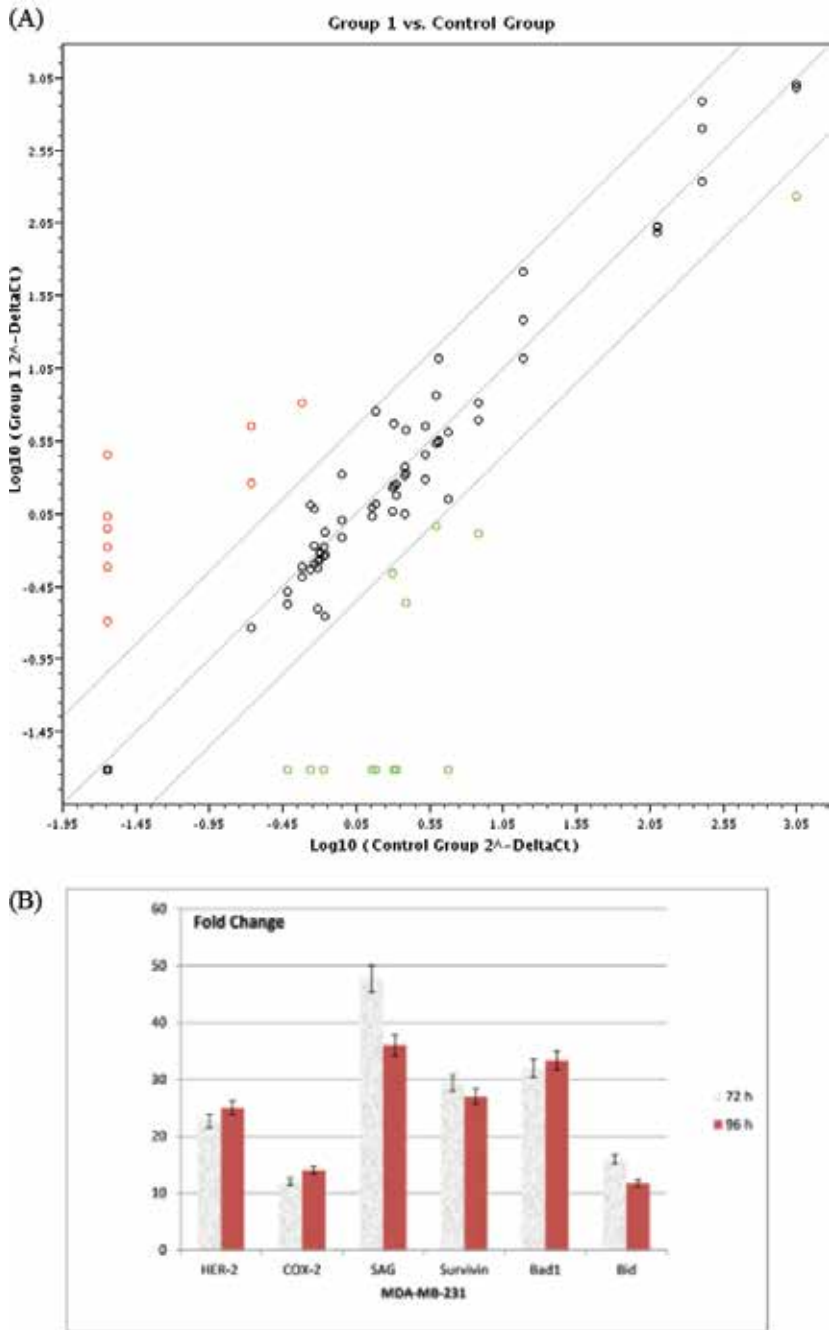 (A)
Group 1 vs. Control Group
Log10 (Group 1 2^-DeltaCt)
3.05
2.55
2.05
1.55
1.05
0.55
0.05
-0.45
-0.95
-1.45
-1.95 -1.45 -0.95 -0.45 0.05 0.55 1.05 1.55 2.05 2.55 3.05
Log10 (Control Group 2^-DeltaCt)
(B)
Fold Change
60
50
40
30
20
10
0
72 h
96 h
HER-2 COX-2 SAG Survivin Bad1 Bid
MDA-MB-231